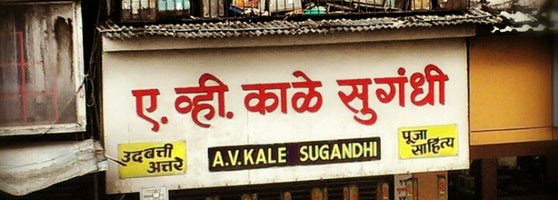 ए. व्ही. काळे सुगंधी
उदबत्ती
अत्तरे
A.V.KALE SUGANDHI
पूजा
साहित्य